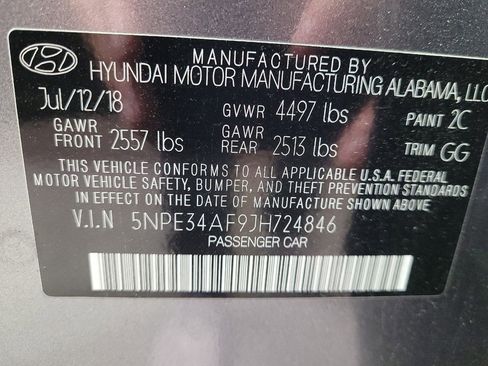 MANUFACTURED BY
HYUNDAI MOTOR MANUFACTURING ALABAMA, LLC
Jul/12/18 GVWR 4497 lbs PAINT 2C
GAWR FRONT 2557 lbs GAWR REAR 2513 lbs TRIM GG
THIS VEHICLE CONFORMS TO ALL APPLICABLE U.S.A. FEDERAL
MOTOR VEHICLE SAFETY, BUMPER, AND THEFT PREVENTION
STANDARDS IN EFFECT ON THE DATE OF MANUFACTURE SHOWN ABOVE
V.I.N 5NPE34AF9JH724846
PASSENGER CAR